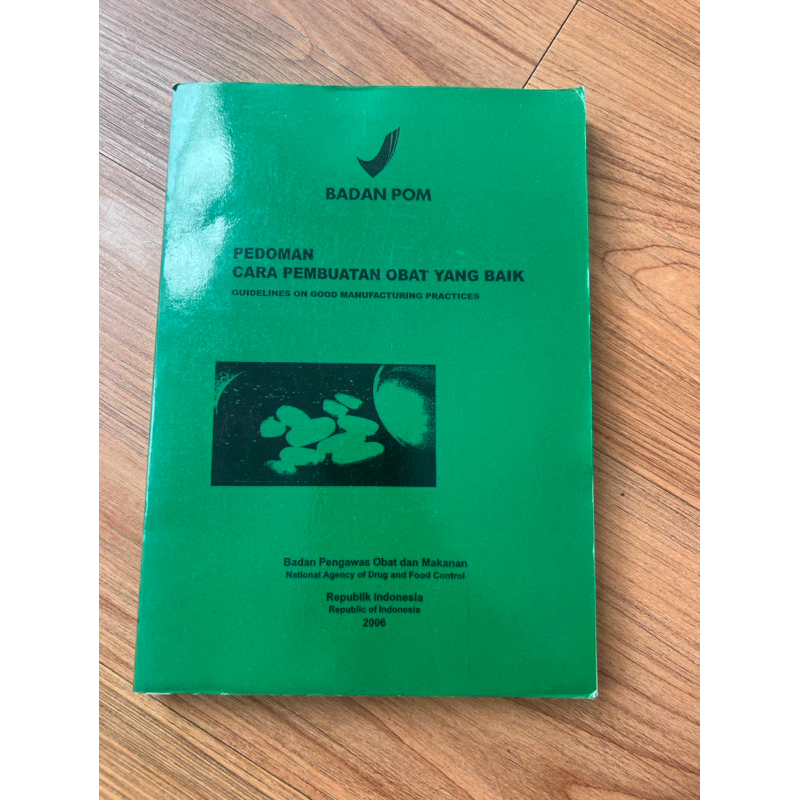 BADAN POM
PEDOMAN
CARA PEMBUATAN OBAT YANG BAIK
GUIDELINES ON GOOD MANUFACTURING PRACTICES
Badan Pengawas Obat dan Makanan
National Agency of Drug and Food Control
Republik Indonesia
Republic of Indonesia
2006